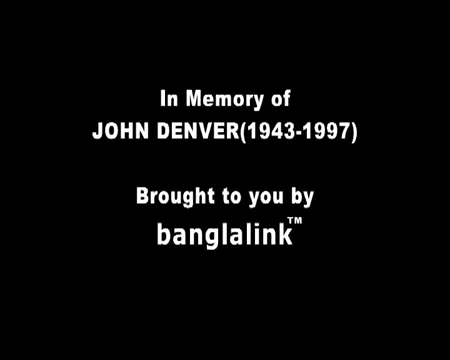 In Memory of
JOHN DENVER(1943-1997)
Brought to you by
banglalink™